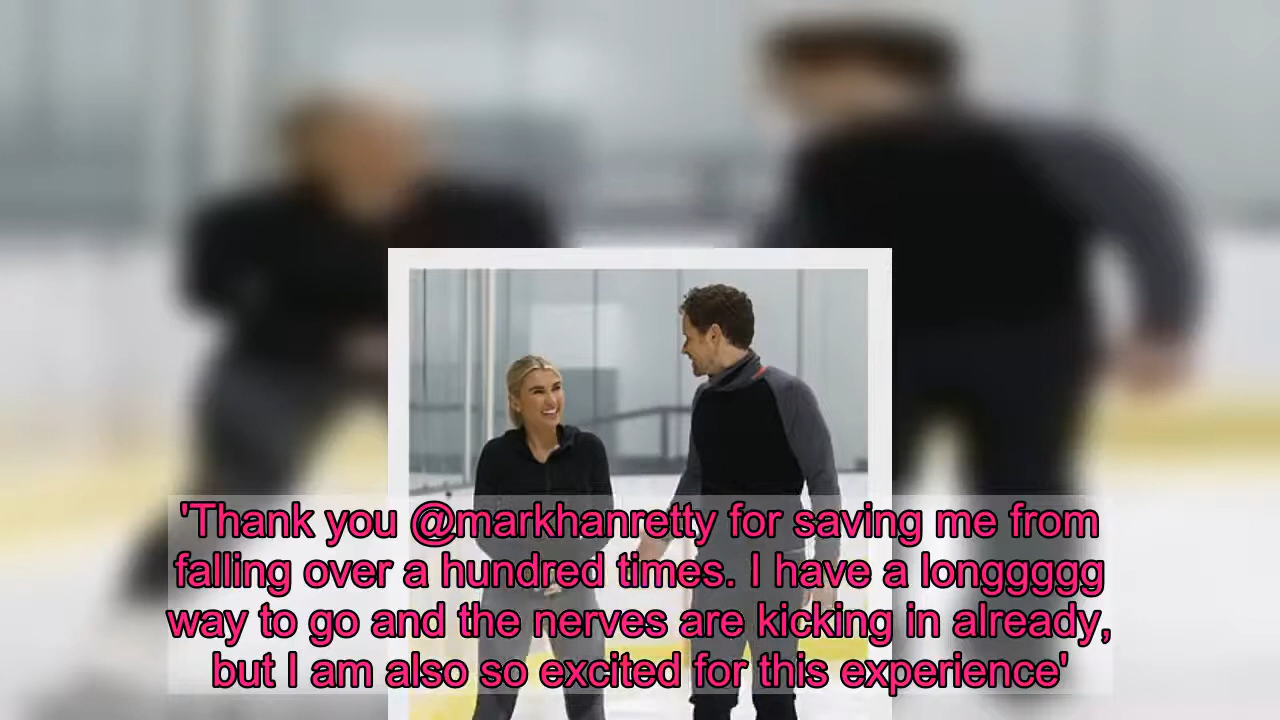 'Thank you @markhanretty for saving me from
falling over a hundred times. I have a longgggg
way to go and the nerves are kicking in already,
but I am also so excited for this experience'